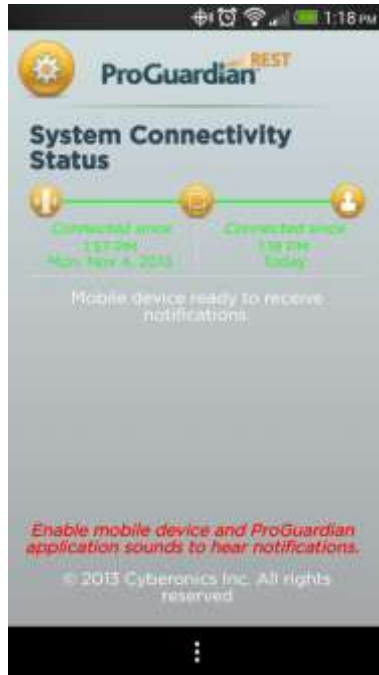 1:18 PM
ProGuardian REST
System Connectivity
Status
Connected since
1:57 PM
Mon, Nov 4, 2013
Connected since
1:18 PM
Today
Mobile device ready to receive
notifications.
Enable mobile device and ProGuardian
application sounds to hear notifications.
© 2013 Cyberonics Inc. All rights
reserved